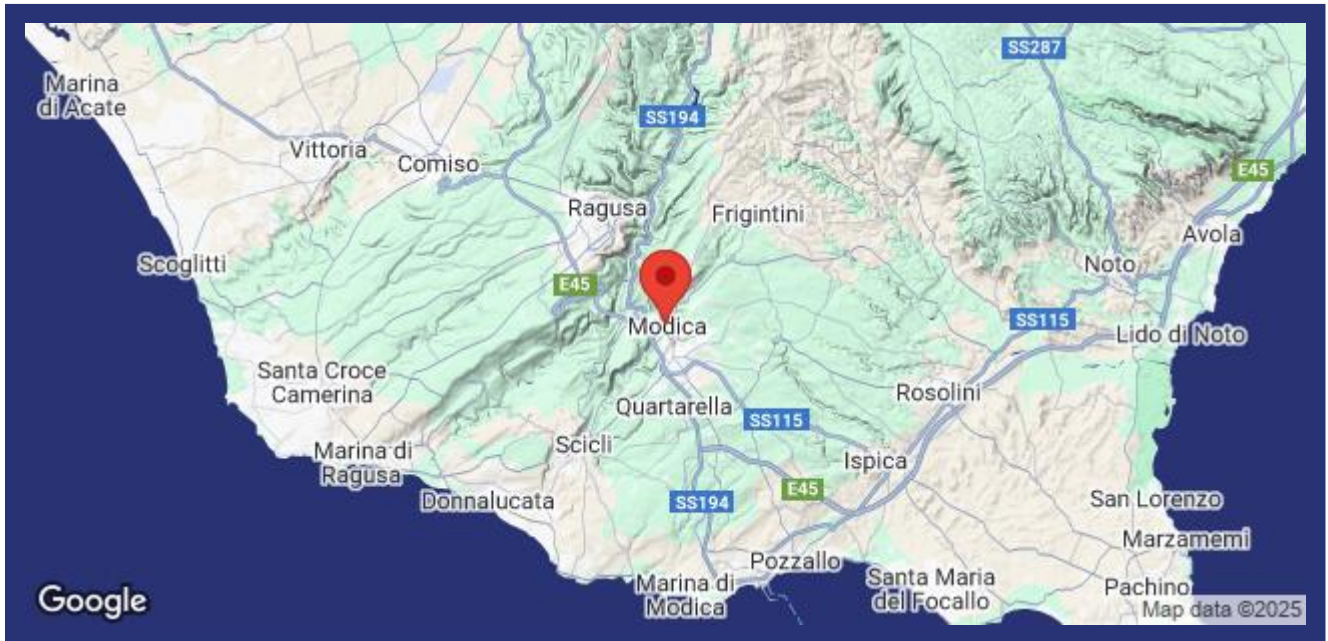 SS287
Marina
di Acate
SS194
Vittoria
Comiso
E45
Ragusa
Frigintini
Avola
Scoglitti
Noto
E45
Modica
SS115
Lido di Noto
Santa Croce
Camerina
Rosolini
Quartarella
SS115
Scicli
Marina di
Ragusa
Ispica
Donnalucata
SS194
E45
San Lorenzo
Marzamemi
Pozzallo
Marina di
Modica
Santa Maria
del Focallo
Pachino
Google
Map data ©2025